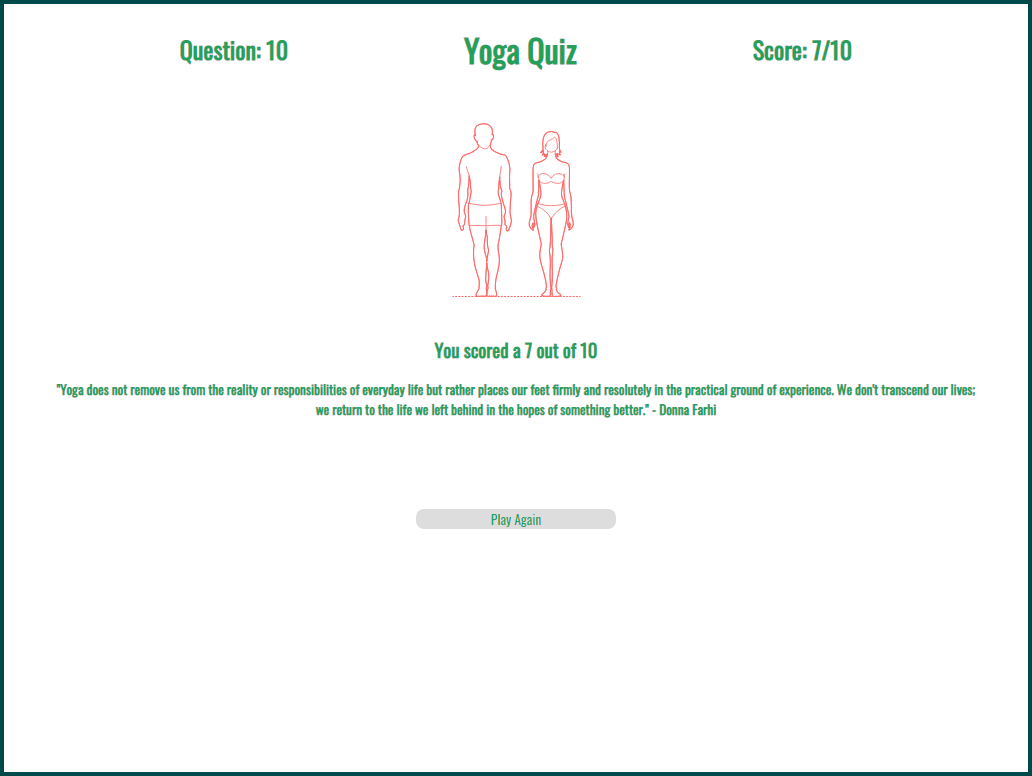 Question: 10
Yoga Quiz
Score: 7/10
You scored a 7 out of 10
"Yoga does not remove us from the reality or responsibilities of everyday life but rather places our feet firmly and resolutely in the practical ground of experience. We don't transcend our lives;
we return to the life we left behind in the hopes of something better." - Donna Farhi
Play Again